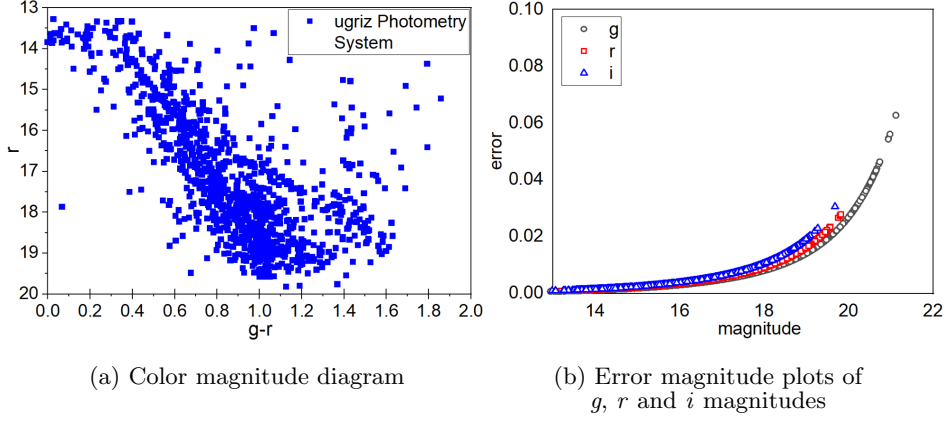 13
14
15
16
17
18
19
20
r
0.0 0.2 0.4 0.6 0.8 1.0 1.2 1.4 1.6 1.8 2.0
g-r
ugriz Photometry
System
(a) Color magnitude diagram
0.10
0.08
0.06
0.04
0.02
0.00
error
g
r
i
14 16 18 20 22
magnitude
(b) Error magnitude plots of
g, r and i magnitudes